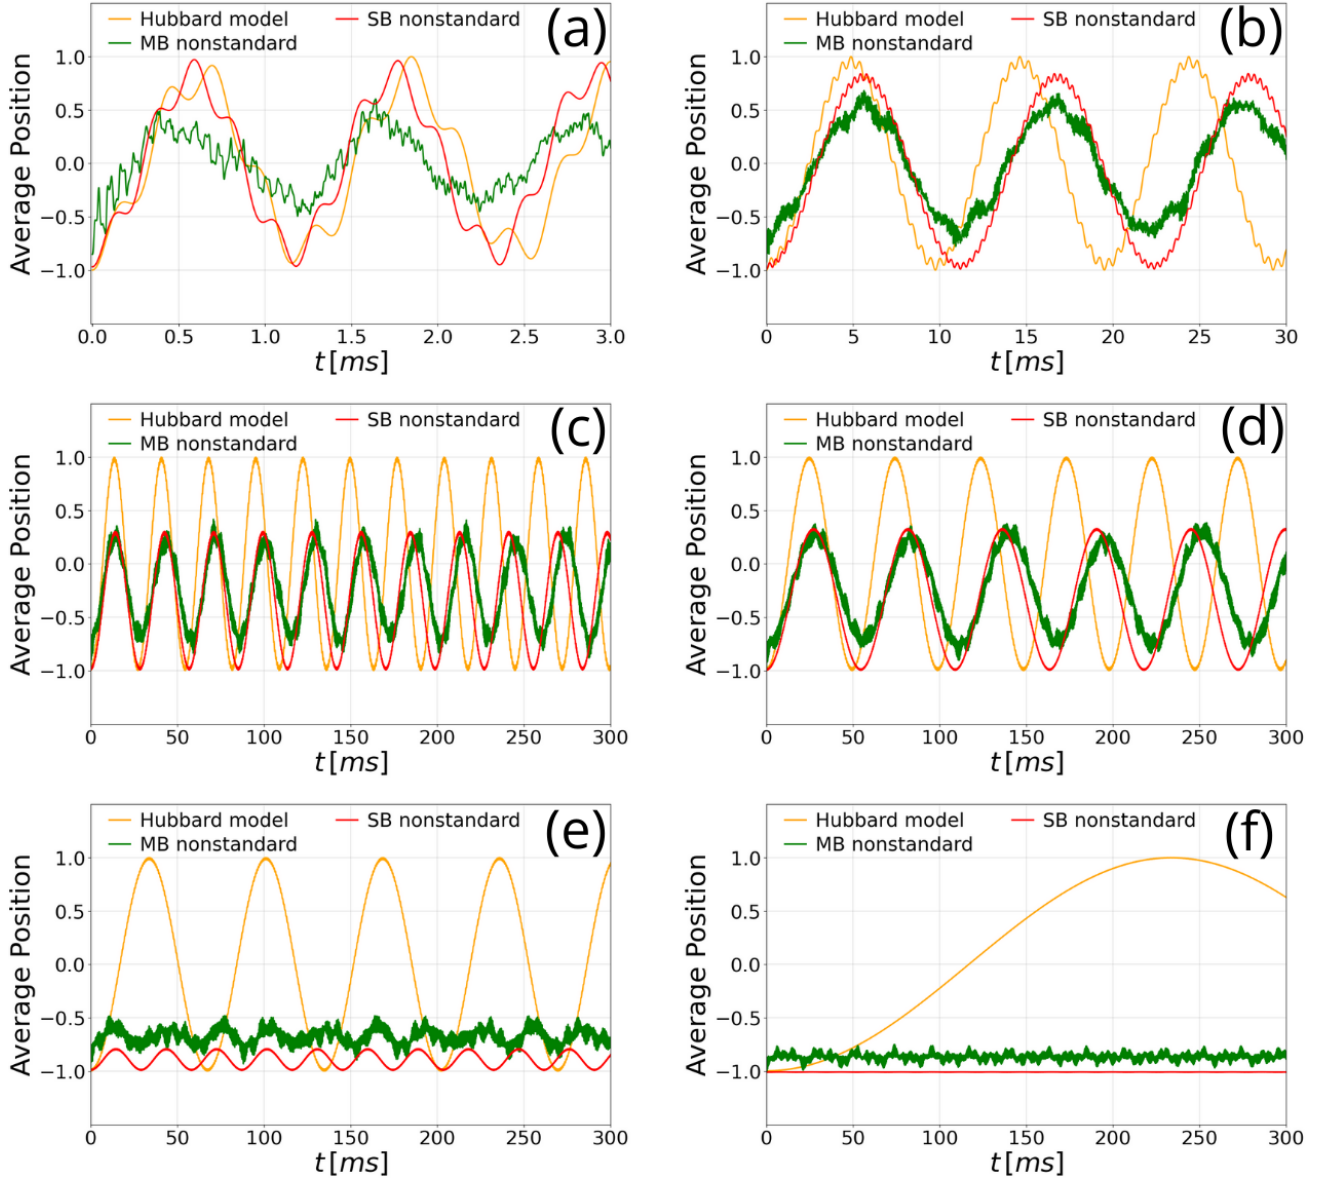 Hubbard model SB nonstandard (a)
MB nonstandard
1.0
0.5
0.0
−0.5
−1.0
Average Position
0.0 0.5 1.0 1.5 2.0 2.5 3.0
t [ms]
Hubbard model SB nonstandard (b)
MB nonstandard
1.0
0.5
0.0
−0.5
−1.0
Average Position
0 5 10 15 20 25 30
t [ms]
Hubbard model SB nonstandard (c)
MB nonstandard
1.0
0.5
0.0
−0.5
−1.0
Average Position
0 50 100 150 200 250 300
t [ms]
Hubbard model SB nonstandard (d)
MB nonstandard
1.0
0.5
0.0
−0.5
−1.0
Average Position
0 50 100 150 200 250 300
t [ms]
Hubbard model SB nonstandard (e)
MB nonstandard
1.0
0.5
0.0
−0.5
−1.0
Average Position
0 50 100 150 200 250 300
t [ms]
Hubbard model SB nonstandard (f)
MB nonstandard
1.0
0.5
0.0
−0.5
−1.0
Average Position
0 50 100 150 200 250 300
t [ms]